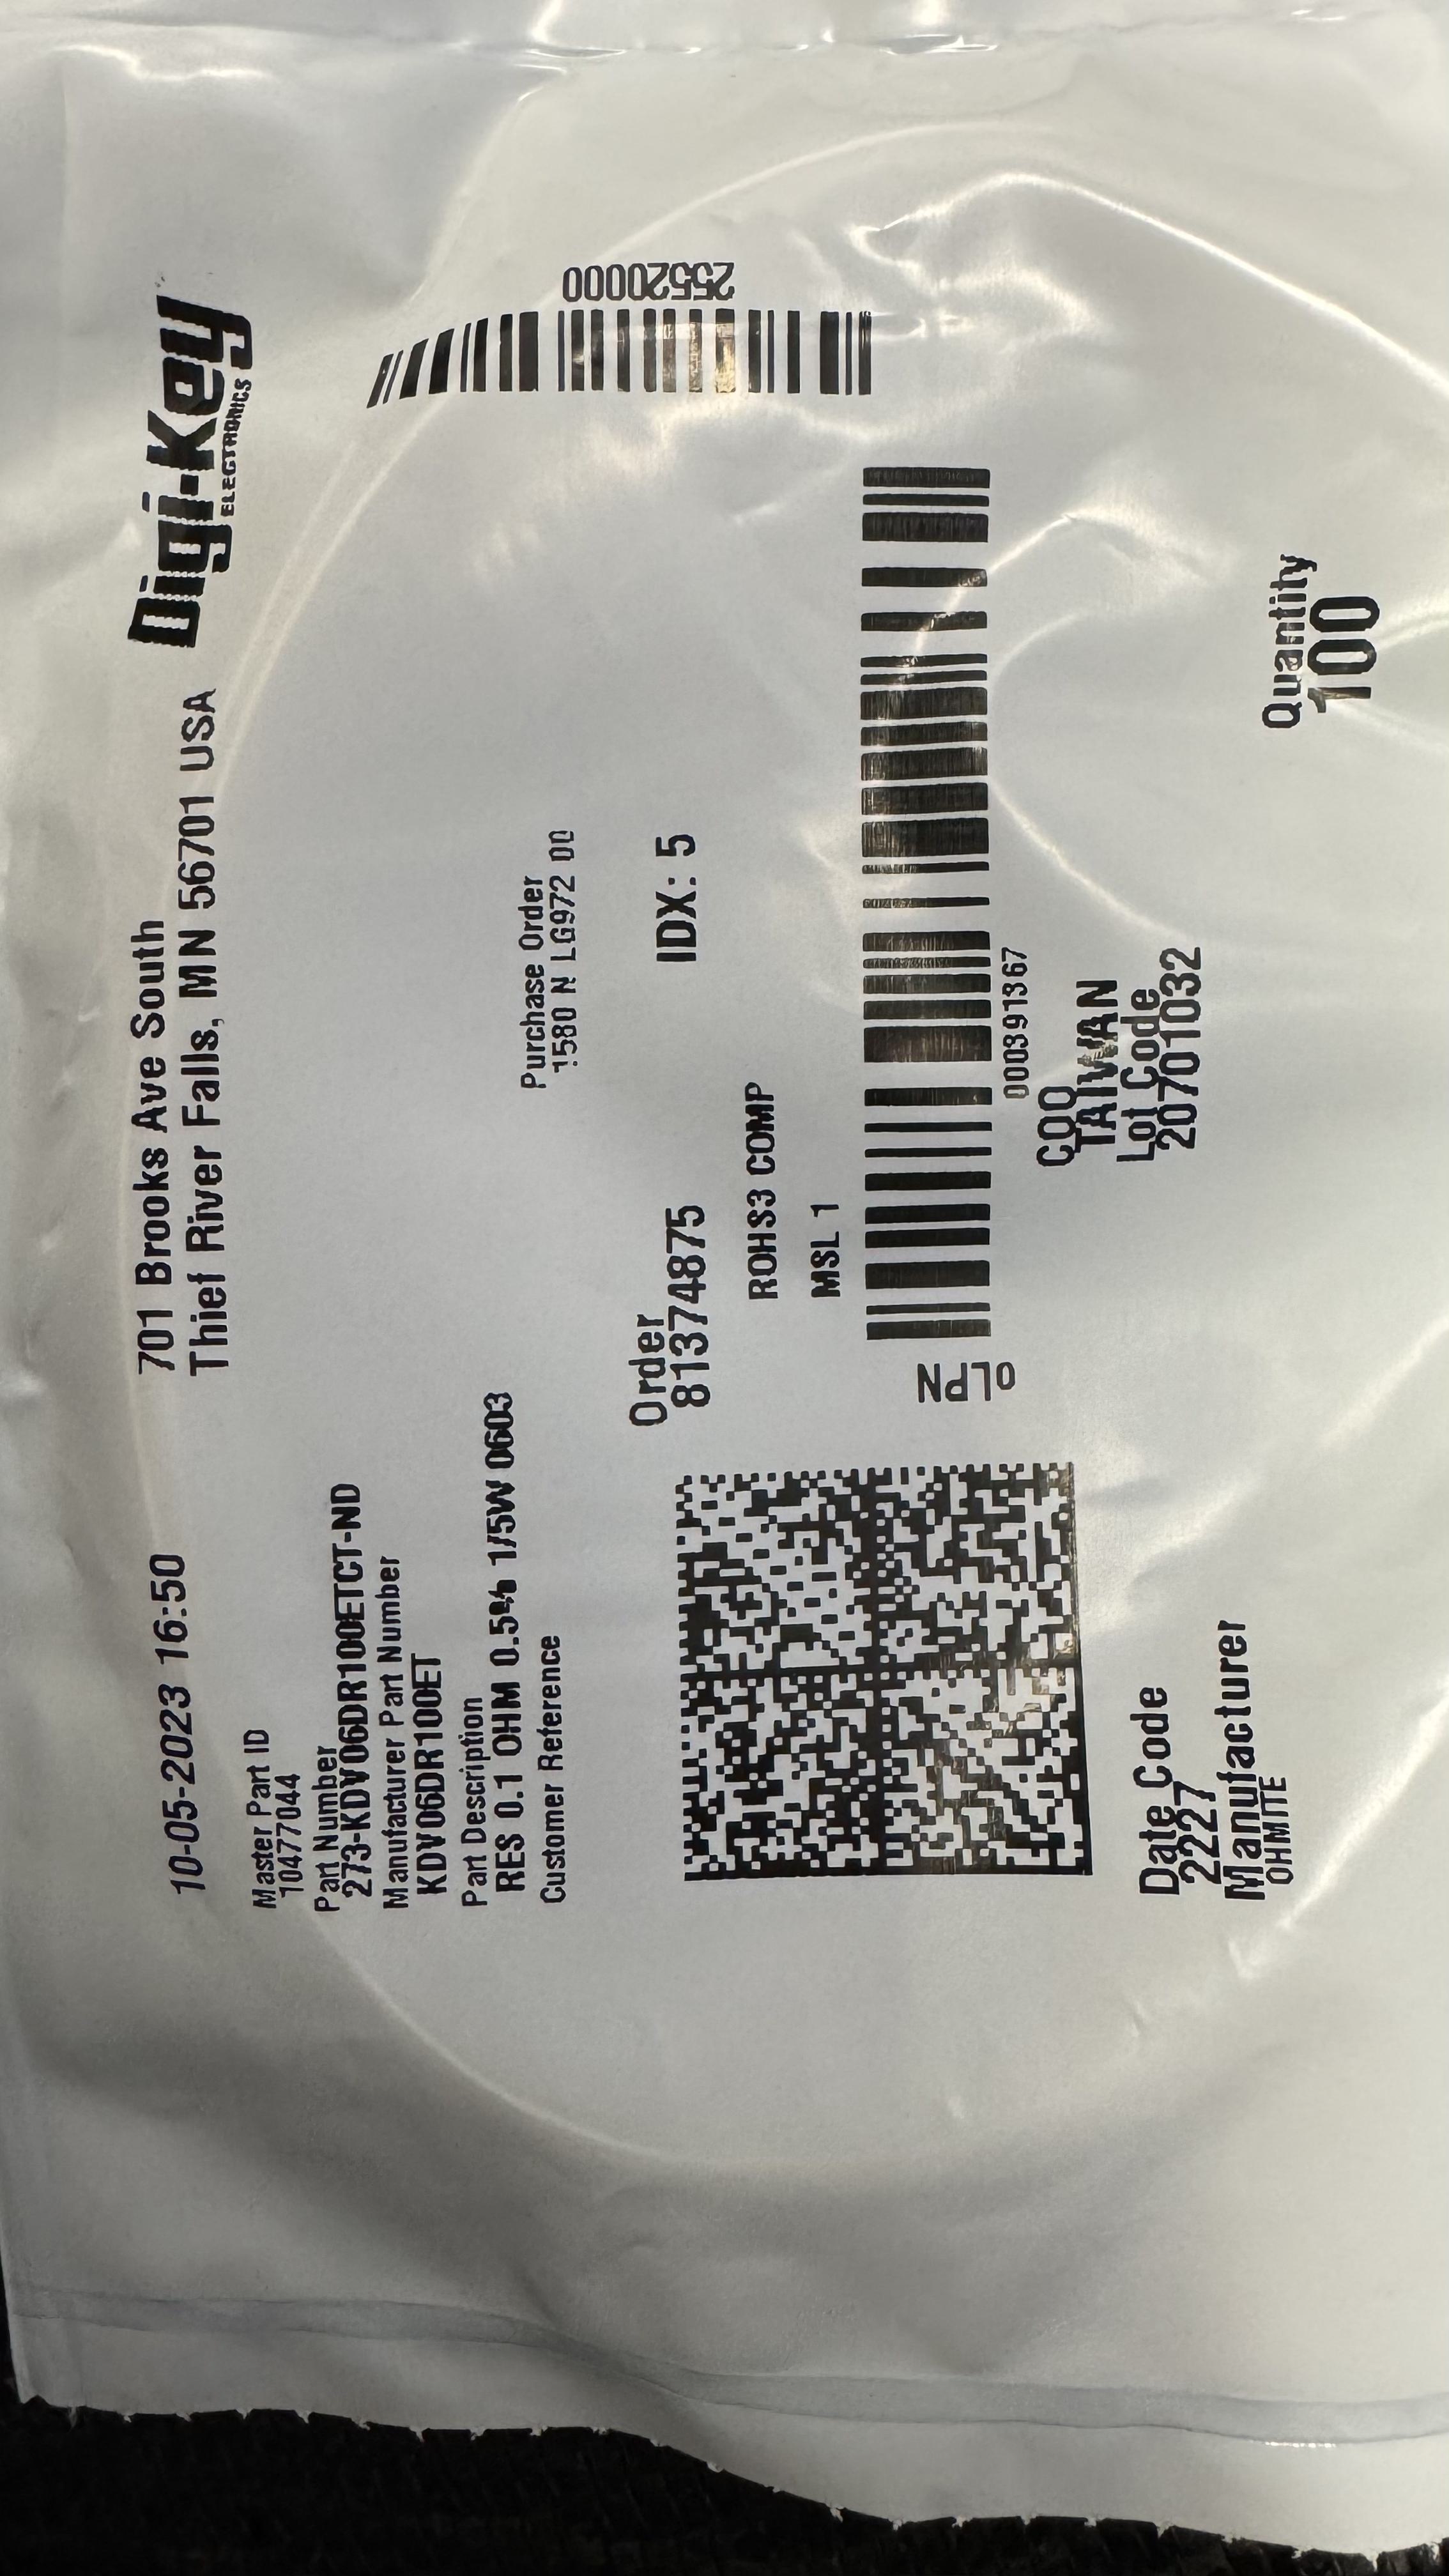 10-05-2023 16:50
701 Brooks Ave South
Thief River Falls, MN 56701 USA
Digi-Key
ELECTRONICS
Master Part ID
10477044
Part Number
273-KDV06DR100ETCT-ND
Manufacturer Part Number
KDV06DR100ET
Part Description
RES 0.1 OHM 0.5% 1/5W 0603
Customer Reference
Purchase Order
1580 N LG972 00
25520000
Order
81374875
IDX: 5
ROHS3 COMP
MSL 1
OLPN
000391367
COO
TAIWAN
Lot Code
20701032
Date Code
2227
Manufacturer
OHMITE
Quantity
100